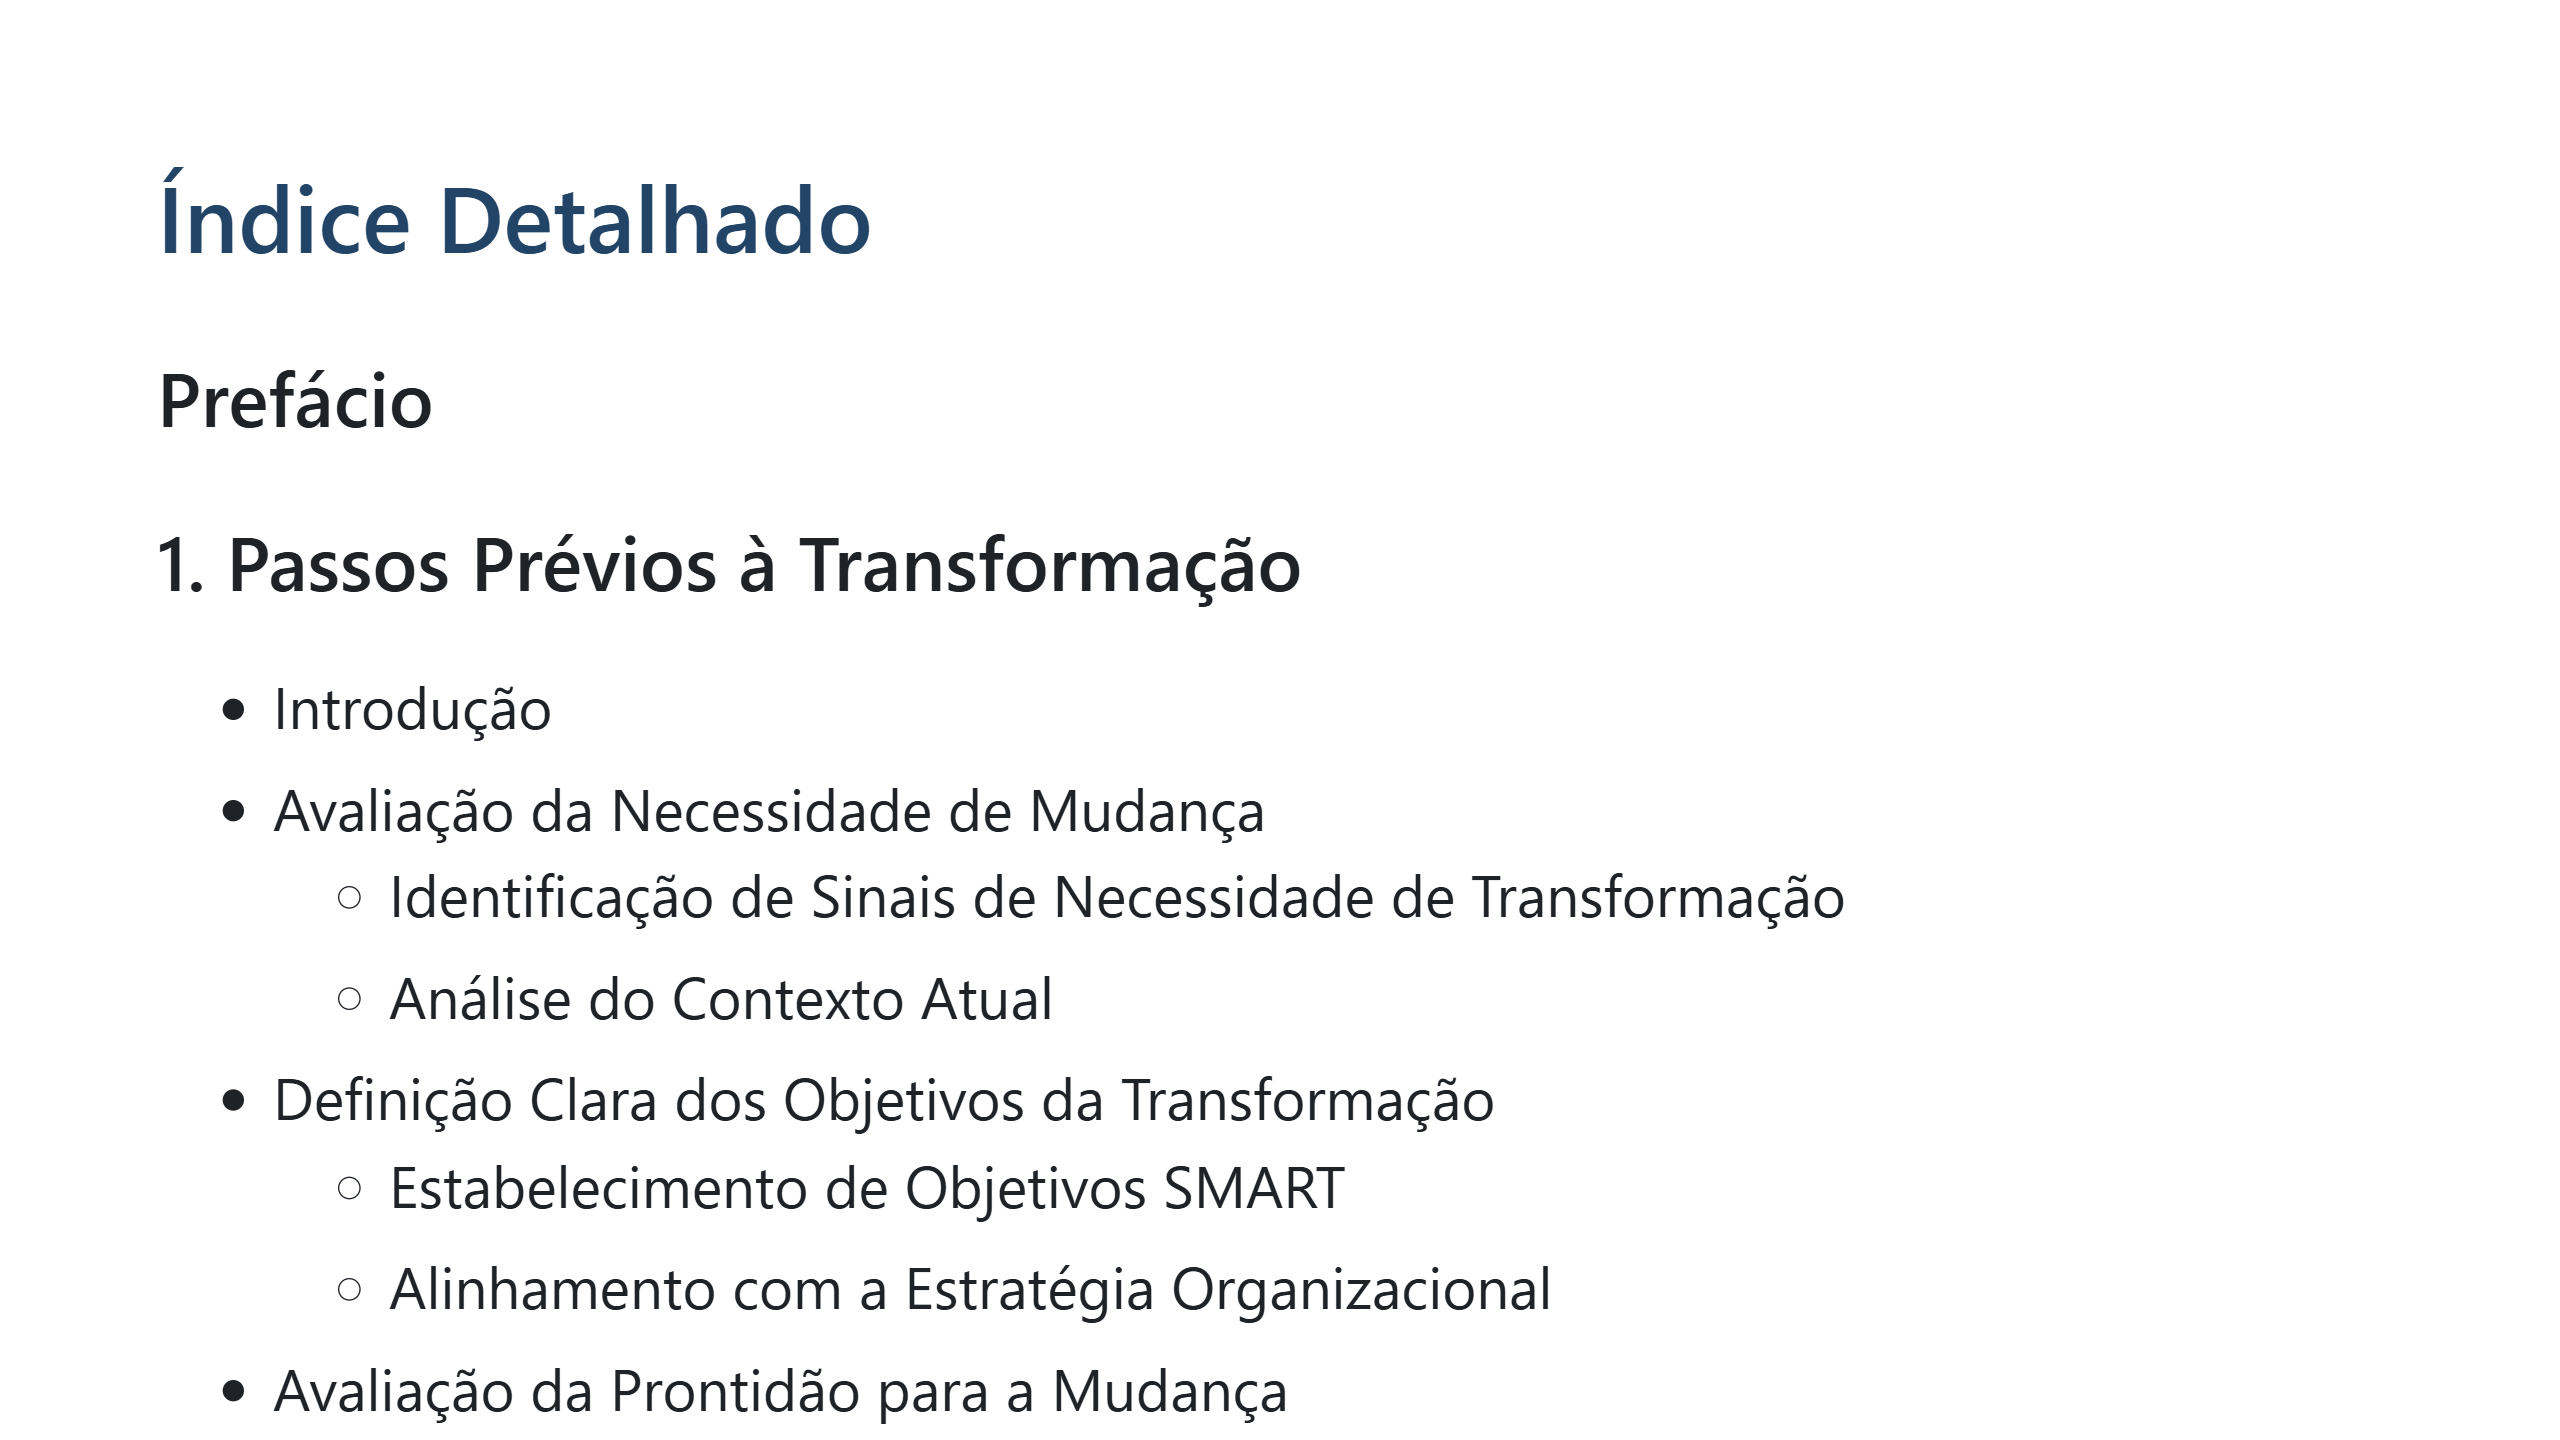 Índice Detalhado
Prefácio
1. Passos Prévios à Transformação
Introdução
Avaliação da Necessidade de Mudança
Identificação de Sinais de Necessidade de Transformação
Análise do Contexto Atual
Definição Clara dos Objetivos da Transformação
Estabelecimento de Objetivos SMART
Alinhamento com a Estratégia Organizacional
Avaliação da Prontidão para a Mudança